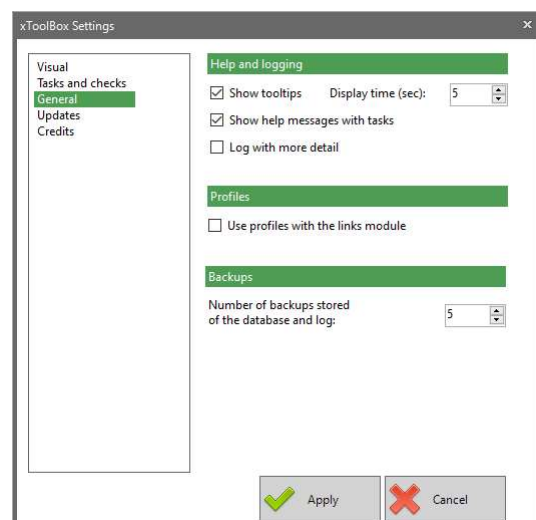 xToolBox Settings
Visual
Tasks and checks
General
Updates
Credits
Help and logging
Show tooltips Display time (sec): 5
Show help messages with tasks
Log with more detail
Profiles
Use profiles with the links module
Backups
Number of backups stored
of the database and log: 5
Apply Cancel